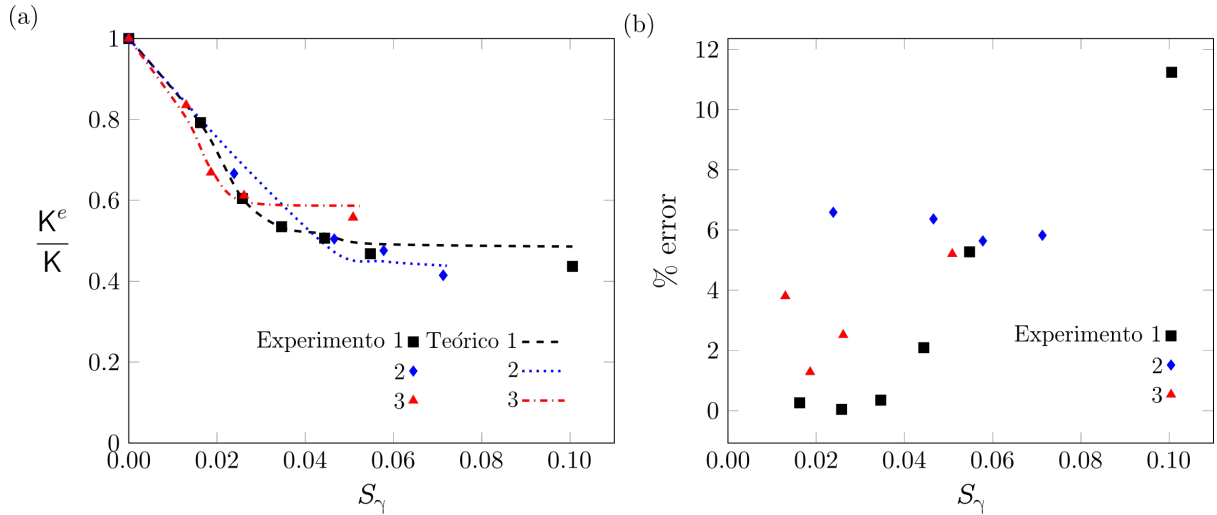 (a)
1
0.8
0.6
0.4
0.2
0
K^e
K
Experimento 1 Teórico 1
2 2
3 3
0.00 0.02 0.04 0.06 0.08 0.10
S_γ
(b)
12
10
8
6
4
2
0
% error
Experimento 1
2
3
0.00 0.02 0.04 0.06 0.08 0.10
S_γ